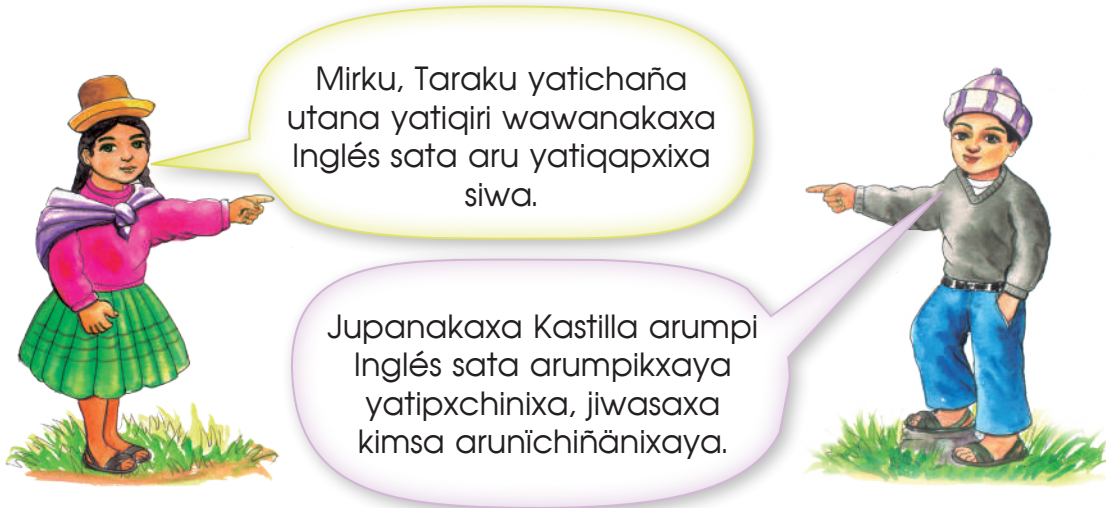 Mirku, Taraku yatichaña
utana yatiqiri wawanakaxa
Inglés sata aru yatiqapxixa
siwa.
Jupanakaxa Kastilla arumpi
Inglés sata arumpikxaya
yatipxchinixa, jiwasaxa
kimsa arunïchiñänixaya.